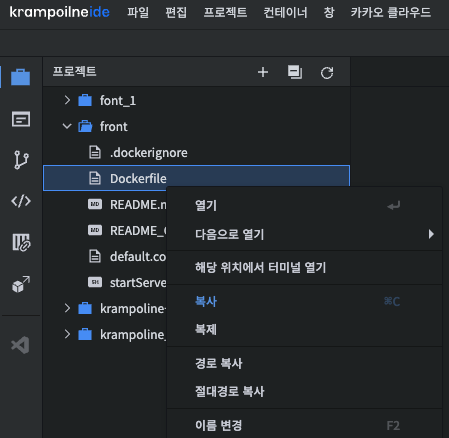 krampoilneide 파일 편집 프로젝트 컨테이너 창 카카오 클라우드
프로젝트
font_1
front
.dockerignore
Dockerfile
README.m
README_
default.co
startServe
krampoline
krampoline_
열기
다음으로 열기
해당 위치에서 터미널 열기
복사 ⌘C
복제
경로 복사
절대경로 복사
이름 변경 F2